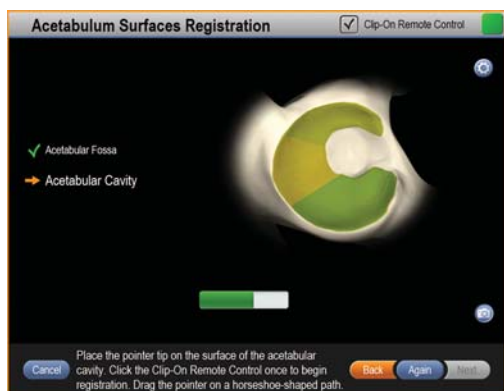 Acetabulum Surfaces Registration
Clip-On Remote Control
Acetabular Fossa
Acetabular Cavity
Place the pointer tip on the surface of the acetabular
cavity. Click the Clip-On Remote Control once to begin
registration. Drag the pointer on a horseshoe-shaped path.
Cancel
Back
Again
Next